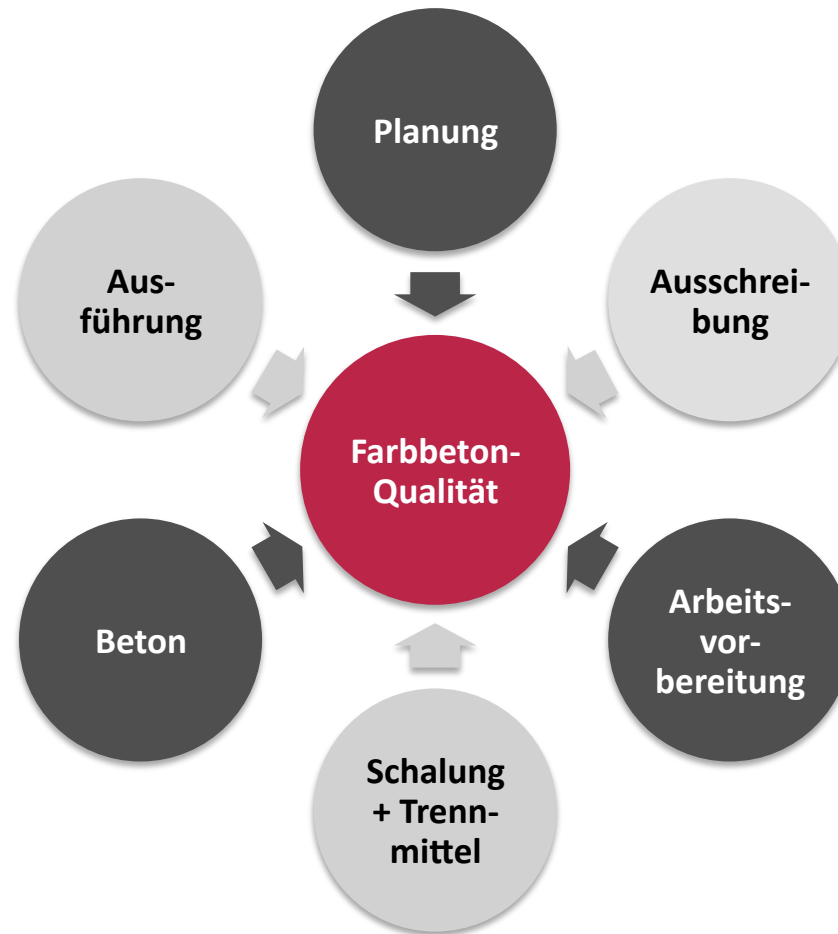 Planung
Aus-
führung
Ausschrei-
bung
Farbbeton-
Qualität
Beton
Arbeits-
vor-
bereitung
Schalung
+ Trenn-
mittel